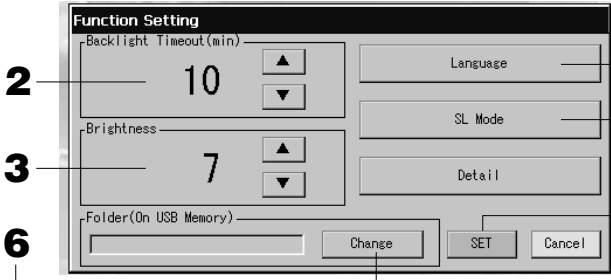 Function Setting
Backlight Timeout(min)
2
10
▲
▼
Language
Brightness
3
7
▲
▼
SL Mode
Detail
Folder(On USB Memory)
6
Change
SET
Cancel